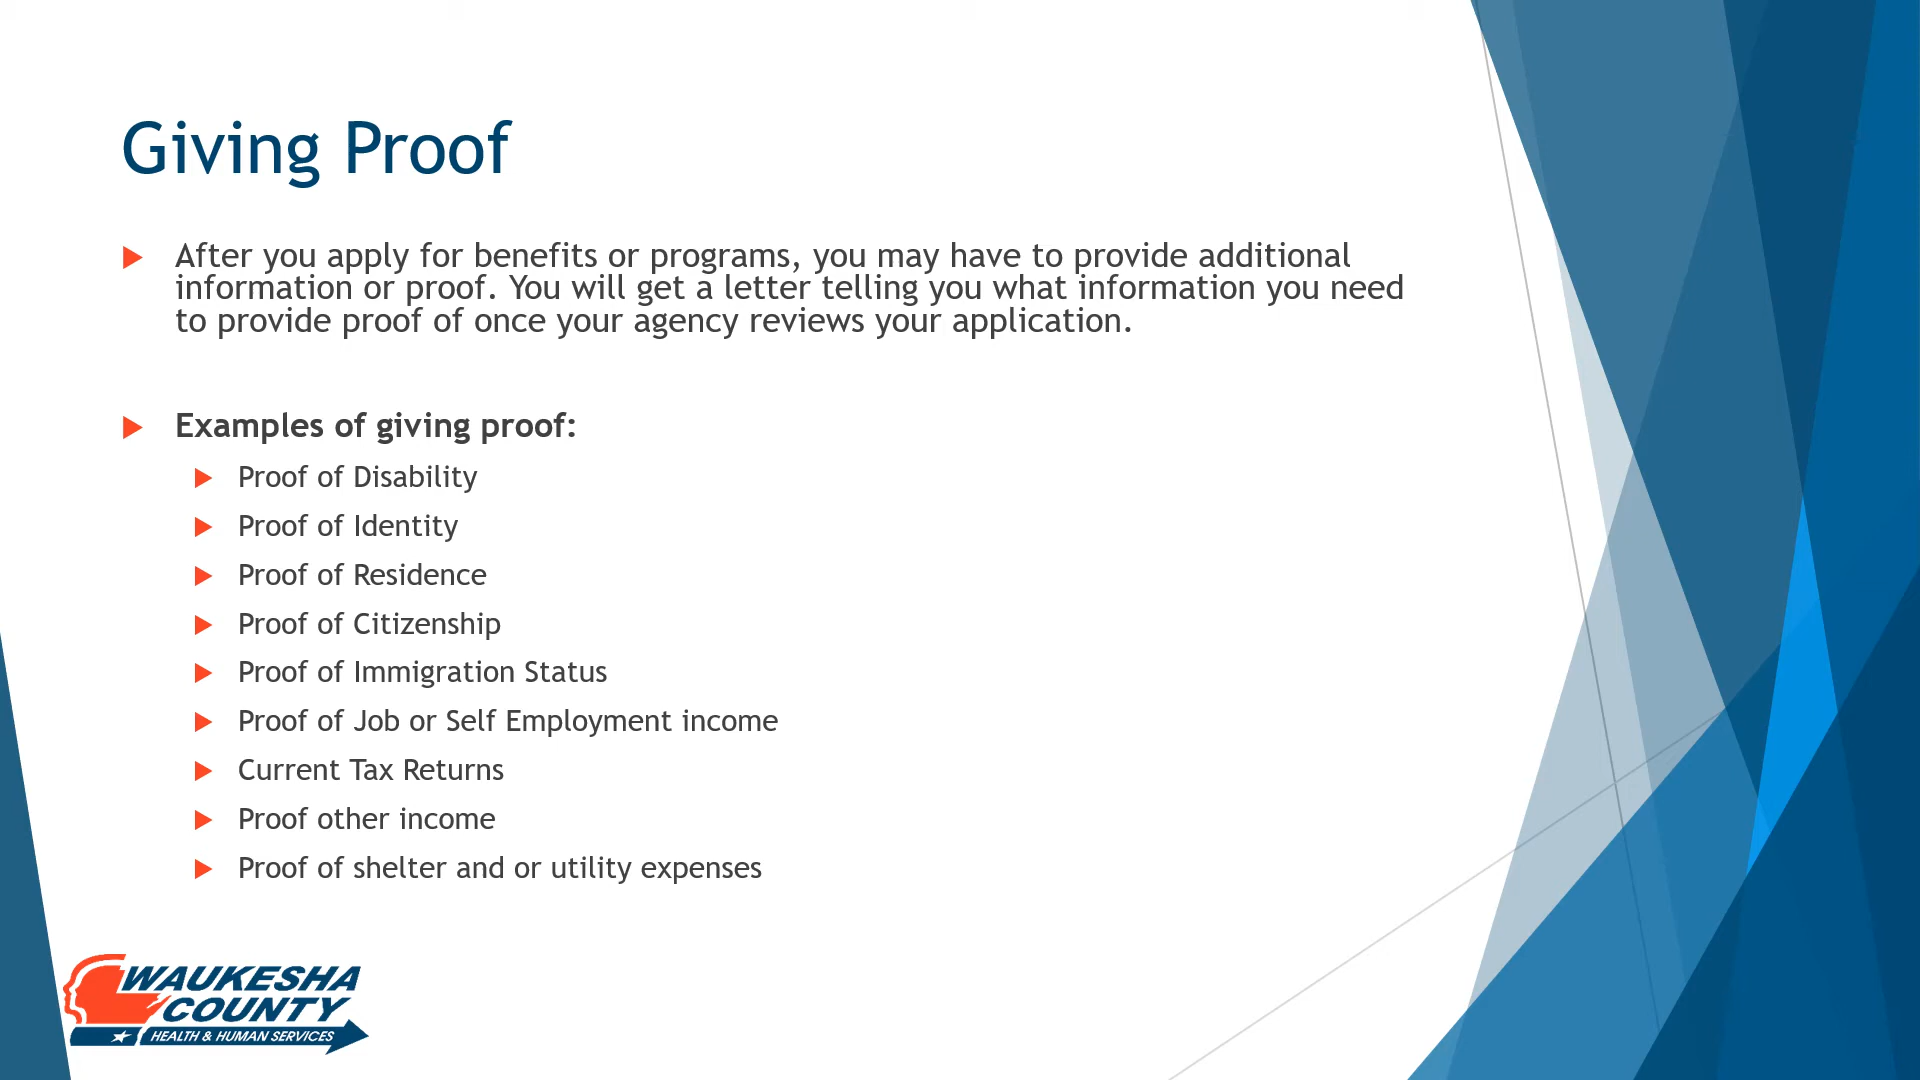 Giving Proof
After you apply for benefits or programs, you may have to provide additional
information or proof. You will get a letter telling you what information you need
to provide proof of once your agency reviews your application.
Examples of giving proof:
Proof of Disability
Proof of Identity
Proof of Residence
Proof of Citizenship
Proof of Immigration Status
Proof of Job or Self Employment income
Current Tax Returns
Proof other income
Proof of shelter and or utility expenses
WAUKESHA
COUNTY
HEALTH & HUMAN SERVICES